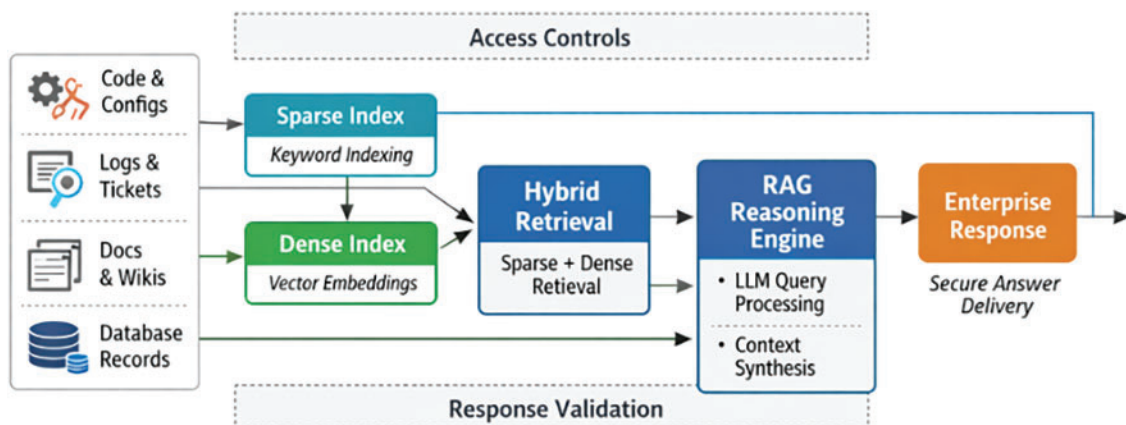 Access Controls
Code &
Configs
Logs &
Tickets
Docs
& Wikis
Database
Records
Sparse Index
Keyword Indexing
Dense Index
Vector Embeddings
Hybrid
Retrieval
Sparse + Dense
Retieval
RAG
Reasoning
Engine
• LLM Query
Processing
• Context
Synthesis
Enterprise
Response
Secure Answer
Delivery
Response Validation